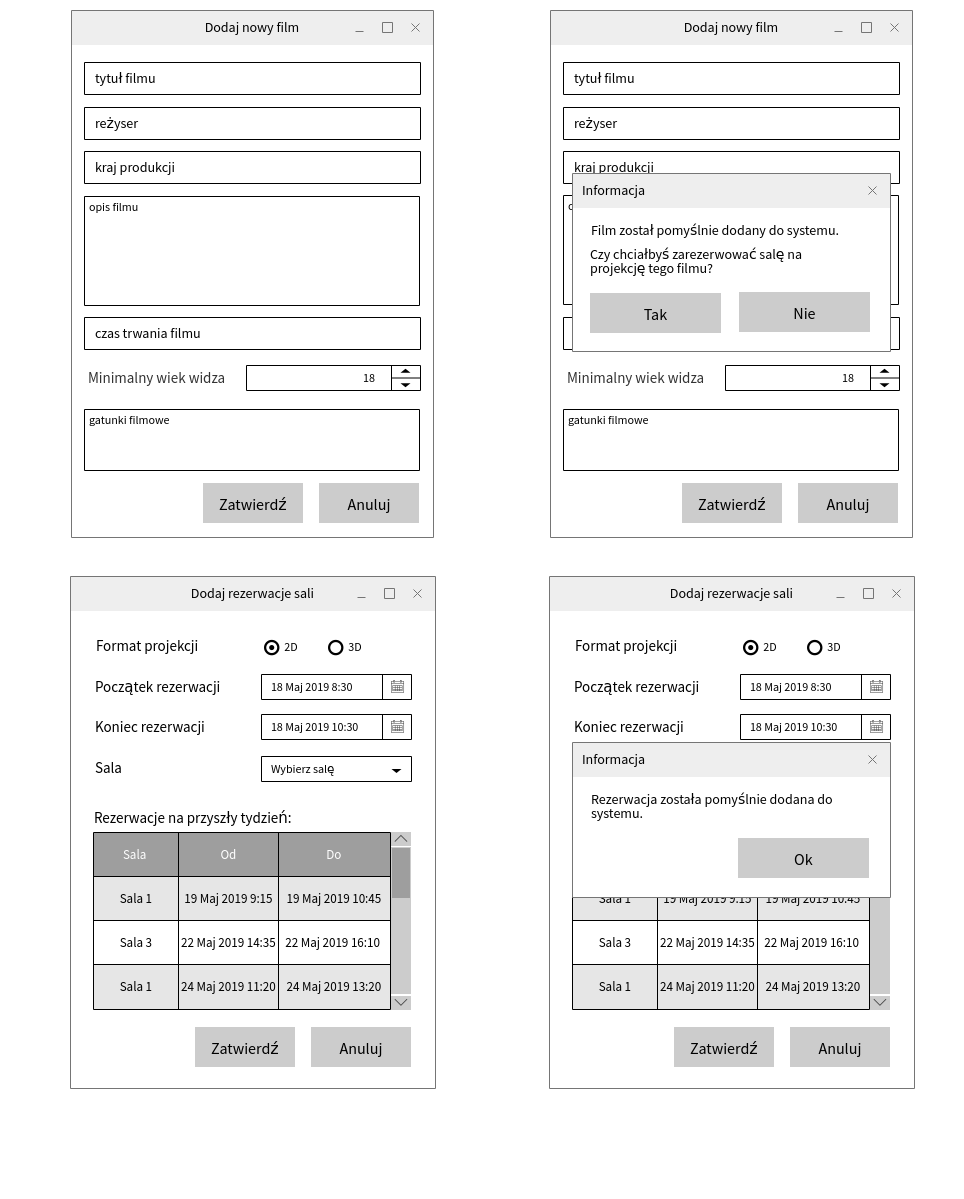 Dodaj nowy film
tytuł filmu
reżyser
kraj produkcji
opis filmu
czas trwania filmu
Minimalny wiek widza 18
gatunki filmowe
Zatwierdź Anuluj
Dodaj nowy film
tytuł filmu
reżyser
kraj produkcji
Informacja
Film został pomyślnie dodany do systemu.
Czy chciałbyś zarezerwować salę na
projekcję tego filmu?
Tak Nie
Minimalny wiek widza 18
gatunki filmowe
Zatwierdź Anuluj
Dodaj rezerwacje sali
Format projekcji 2D 3D
Początek rezerwacji 18 Maj 2019 8:30
Koniec rezerwacji 18 Maj 2019 10:30
Sala Wybierz salę
Rezerwacje na przyszły tydzień:
Sala Od Do
Sala 1 19 Maj 2019 9:15 19 Maj 2019 10:45
Sala 3 22 Maj 2019 14:35 22 Maj 2019 16:10
Sala 1 24 Maj 2019 11:20 24 Maj 2019 13:20
Zatwierdź Anuluj
Dodaj rezerwacje sali
Format projekcji 2D 3D
Początek rezerwacji 18 Maj 2019 8:30
Koniec rezerwacji 18 Maj 2019 10:30
Informacja
Rezerwacja została pomyślnie dodana do
systemu.
Ok
Sala 1 19 Maj 2019 9:15 19 Maj 2019 10:45
Sala 3 22 Maj 2019 14:35 22 Maj 2019 16:10
Sala 1 24 Maj 2019 11:20 24 Maj 2019 13:20
Zatwierdź Anuluj